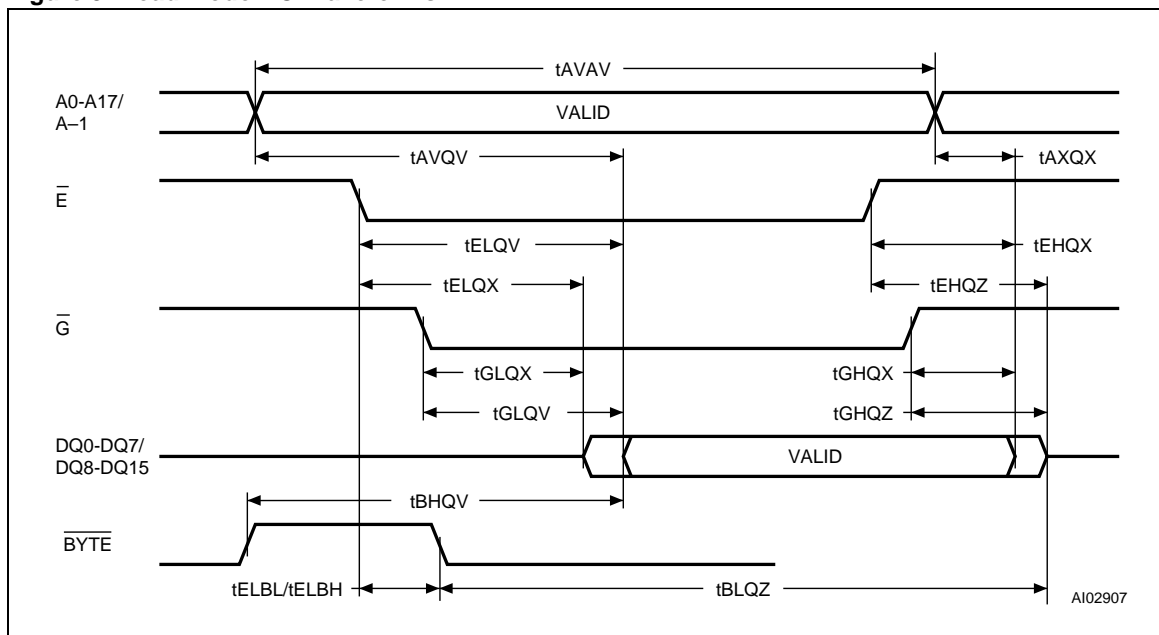 tAVAV
A0-A17/
A–1
VALID
tAVQV
tAXQX
E
tELQV
tEHQX
tELQX
tEHQZ
G
tGLQX
tGHQX
tGLQV
tGHQZ
DQ0-DQ7/
DQ8-DQ15
VALID
tBHQV
BYTE
tELBL/tELBH
tBLQZ
AI02907